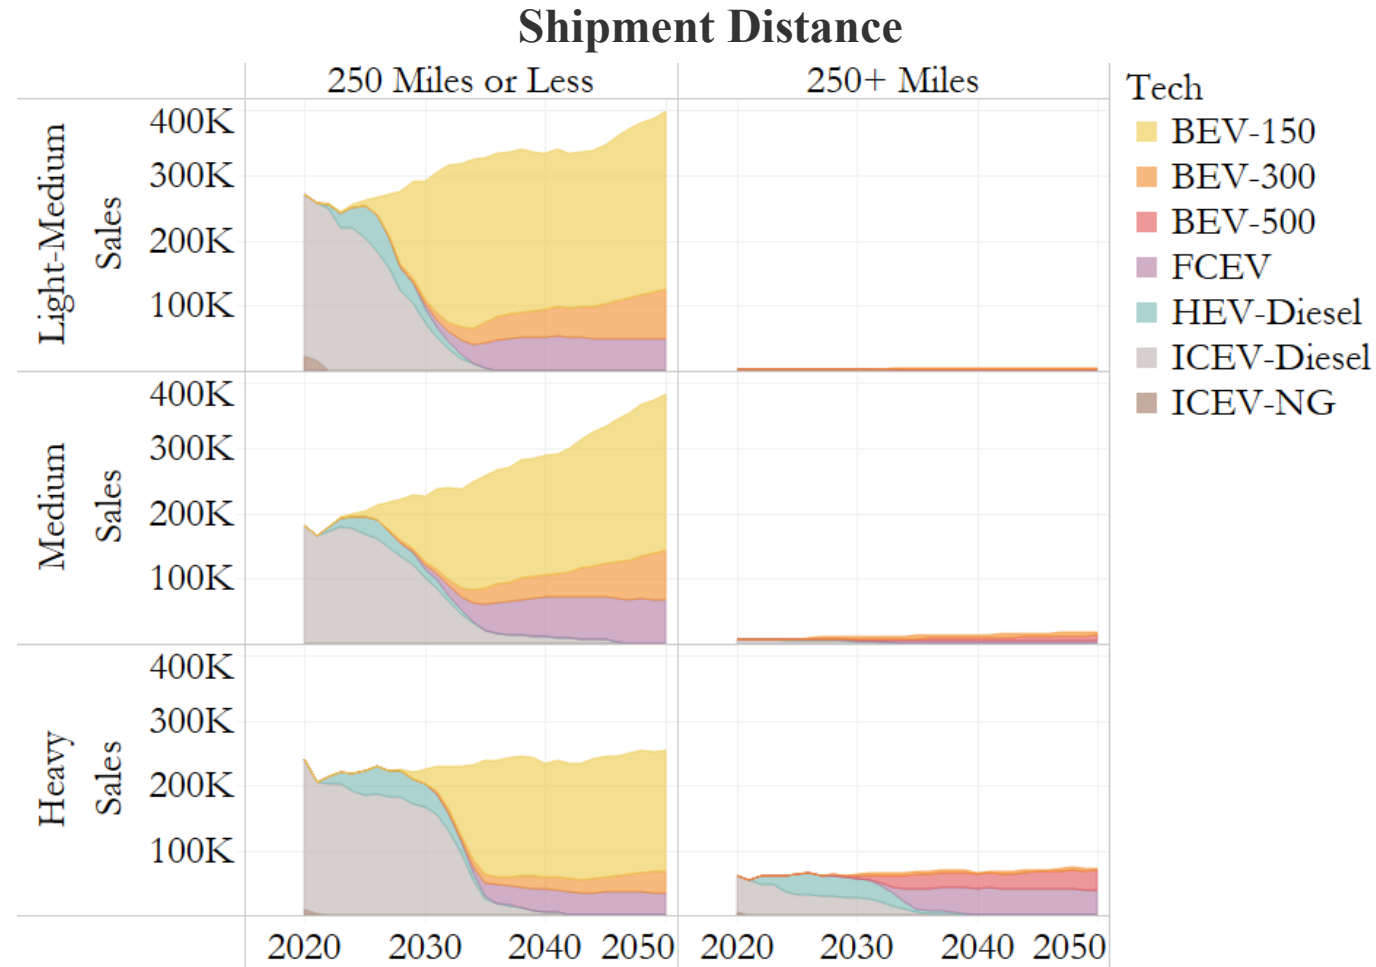 Shipment Distance
250 Miles or Less
250+ Miles
Tech
BEV-150
BEV-300
BEV-500
FCEV
HEV-Diesel
ICEV-Diesel
ICEV-NG
Light-Medium
Sales
400K
300K
200K
100K
Medium
Sales
400K
300K
200K
100K
Heavy
Sales
400K
300K
200K
100K
2020 2030 2040 2050 2020 2030 2040 2050